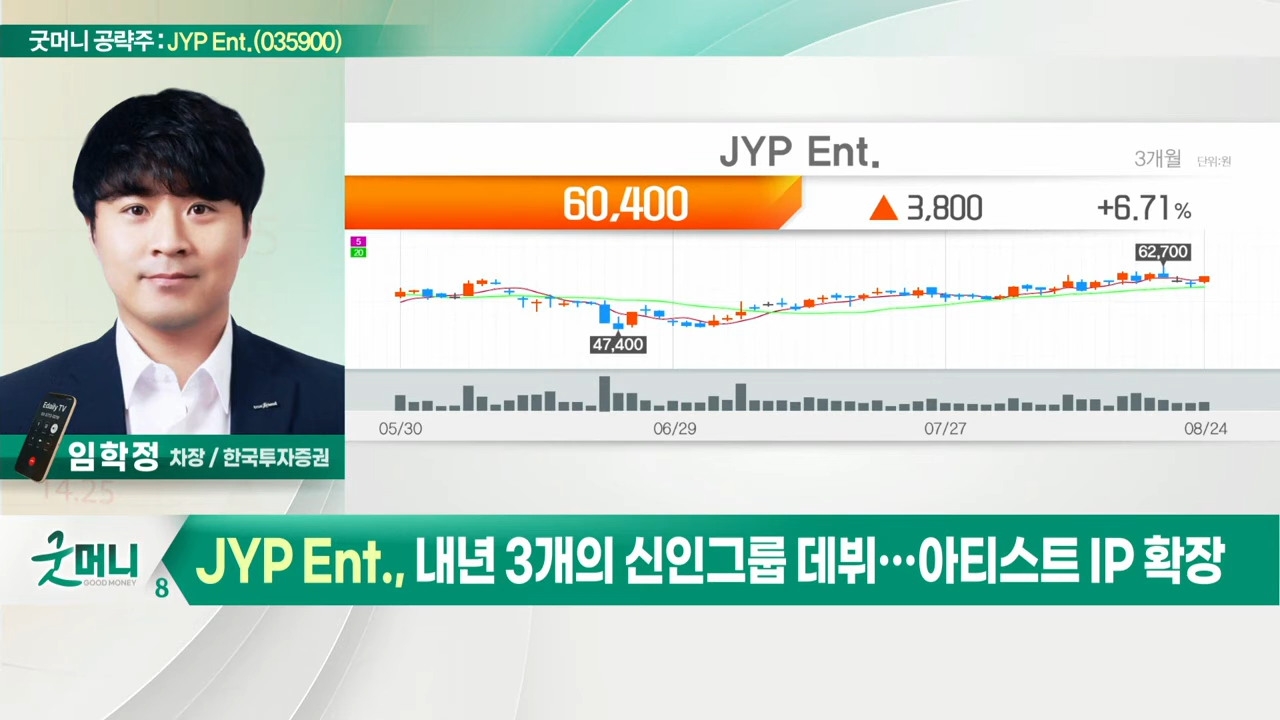 굿머니 공략주 : JYP Ent.(035900)
JYP Ent.
3개월 단위:원
60,400 ▲ 3,800 +6.71%
5
20
62,700
47,400
05/30 06/29 07/27 08/24
Edaily TV
임학정 차장 / 한국투자증권
14.25
굿머니
GOOD MONEY
8
JYP Ent., 내년 3개의 신인그룹 데뷔…아티스트 IP 확장